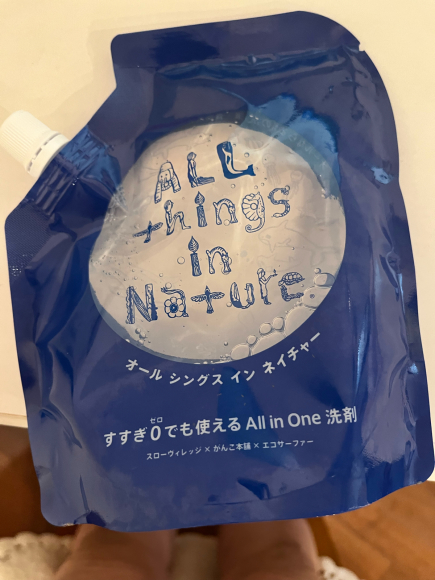 ALL
things
in
Nature
オール シングス イン ネイチャー
ゼロ
すすぎ0でも使える All in One 洗剤
スローヴィレッジ × がんこ本舗 × エコサーファー